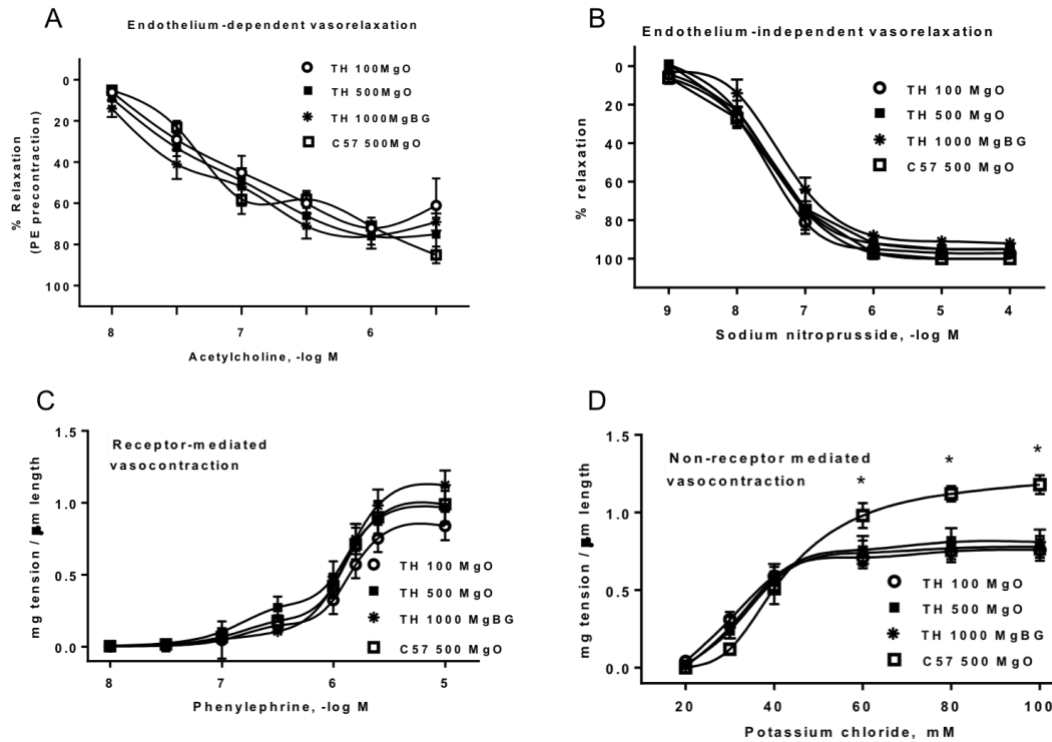 A
Endothelium-dependent vasorelaxation
TH 100MgO
TH 500MgO
TH 1000MgBG
C57 500MgO
% Relaxation
(PE precontraction)
0
20
40
60
80
100
8
7
6
Acetylcholine, -log M
B
Endothelium-independent vasorelaxation
TH 100 MgO
TH 500 MgO
TH 1000 MgBG
C57 500 MgO
% relaxation
0
20
40
60
80
100
9
8
7
6
5
4
Sodium nitroprusside, -log M
C
Receptor-mediated
vasocontraction
mg tension / μm length
1.5
1.0
0.5
0.0
TH 100 MgO
TH 500 MgO
TH 1000 MgBG
C57 500 MgO
8
7
6
5
Phenylephrine, -log M
D
Non-receptor mediated
vasocontraction
mg tension / μm length
1.5
1.0
0.5
0.0
*
*
*
TH 100 MgO
TH 500 MgO
TH 1000 MgBG
C57 500 MgO
20
40
60
80
100
Potassium chloride, mM